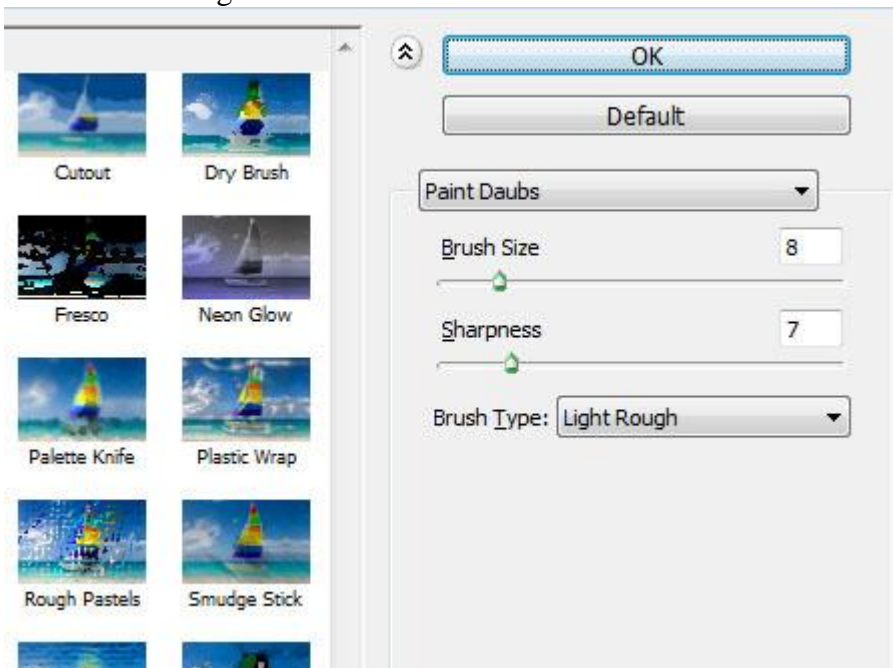 OK
Default
Cutout
Dry Brush
Paint Daubs
Brush Size
8
Fresco
Neon Glow
Sharpness
7
Brush Type: Light Rough
Palette Knife
Plastic Wrap
Rough Pastels
Smudge Stick